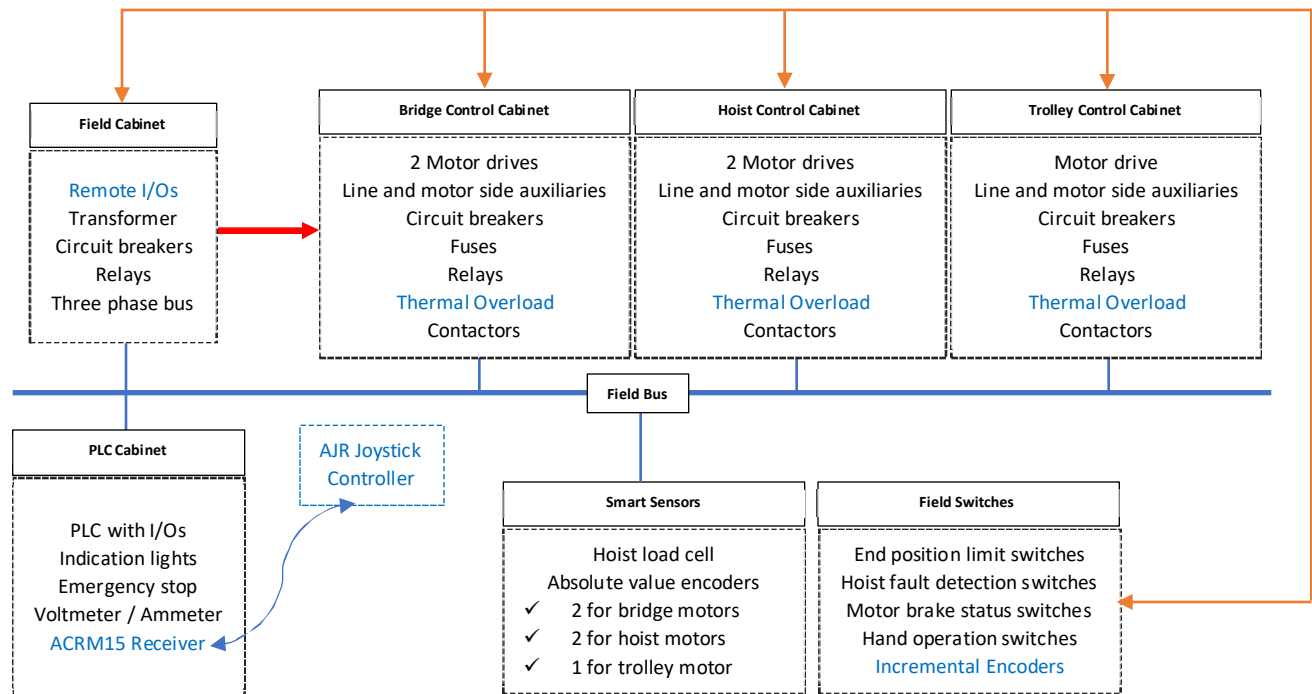 Field Cabinet
Remote I/Os
Transformer
Circuit breakers
Relays
Three phase bus
Bridge Control Cabinet
2 Motor drives
Line and motor side auxiliaries
Circuit breakers
Fuses
Relays
Thermal Overload
Contactors
Hoist Control Cabinet
2 Motor drives
Line and motor side auxiliaries
Circuit breakers
Fuses
Relays
Thermal Overload
Contactors
Trolley Control Cabinet
Motor drive
Line and motor side auxiliaries
Circuit breakers
Fuses
Relays
Thermal Overload
Contactors
Field Bus
PLC Cabinet
PLC with I/Os
Indication lights
Emergency stop
Voltmeter / Ammeter
ACRM15 Receiver
AJR Joystick
Controller
Smart Sensors
Hoist load cell
Absolute value encoders
✓ 2 for bridge motors
✓ 2 for hoist motors
✓ 1 for trolley motor
Field Switches
End position limit switches
Hoist fault detection switches
Motor brake status switches
Hand operation switches
Incremental Encoders